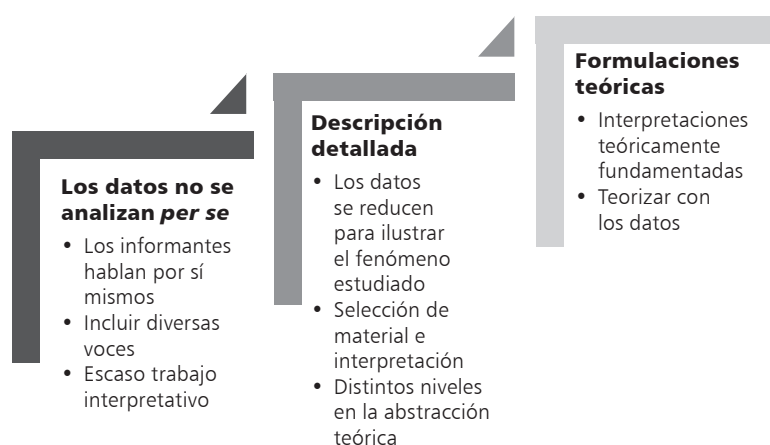 Los datos no se
analizan per se
• Los informantes
hablan por sí
mismos
• Incluir diversas
voces
• Escaso trabajo
interpretativo
Descripción
detallada
• Los datos
se reducen
para ilustrar
el fenómeno
estudiado
• Selección de
material e
interpretación
• Distintos niveles
en la abstracción
teórica
Formulaciones
teóricas
• Interpretaciones
teóricamente
fundamentadas
• Teorizar con
los datos